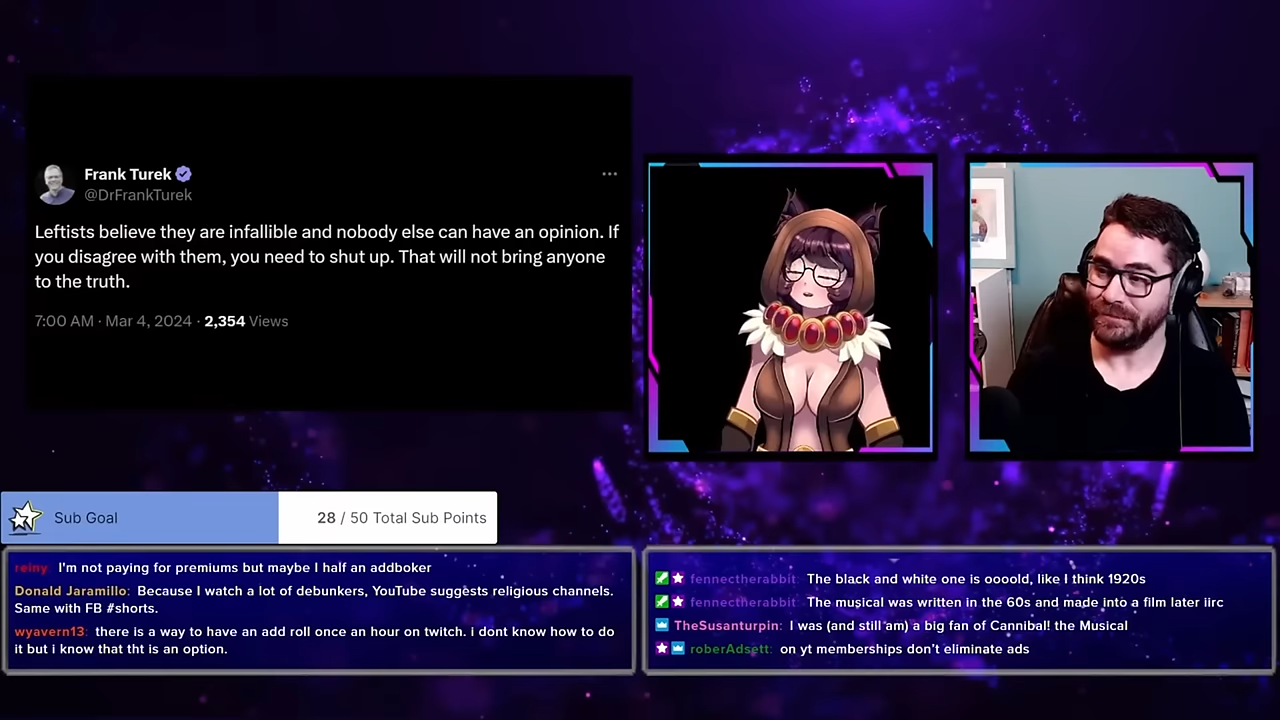 Frank Turek
@DrFrankTurek
Leftists believe they are infallible and nobody else can have an opinion. If
you disagree with them, you need to shut up. That will not bring anyone
to the truth.
7:00 AM · Mar 4, 2024 · 2,354 Views
Sub Goal
28 / 50 Total Sub Points
reiny: I'm not paying for premiums but maybe I half an addboker
Donald Jaramillo: Because I watch a lot of debunkers, YouTube suggests religious channels.
Same with FB #shorts.
wyavern13: there is a way to have an add roll once an hour on twitch. i dont know how to do
it but i know that tht is an option.
fennectherabbit: The black and white one is oooold, like I think 1920s
fennectherabbit: The musical was written in the 60s and made into a film later iirc
TheSusanturpin: I was (and still am) a big fan of Cannibal! the Musical
roberAdsett: on yt memberships don't eliminate ads